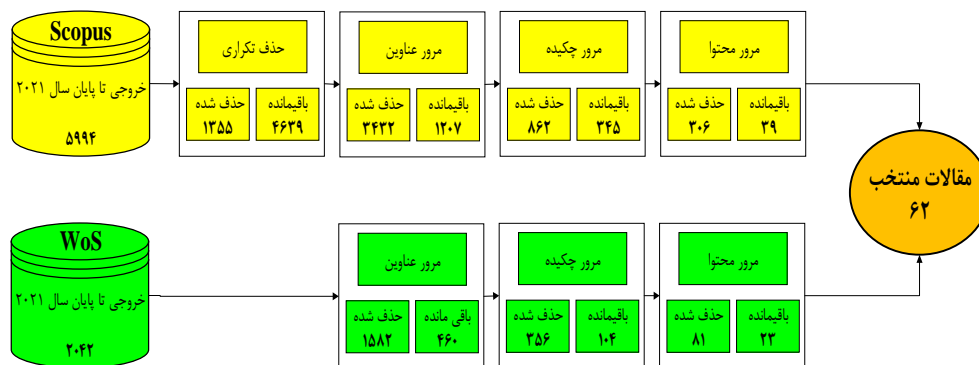 Scopus
خروجی تا پایان سال ۲۰۲۱
۵۹۹۴
حذف تکراری
حذف شده
۱۳۵۵
باقیمانده
۴۶۳۹
مرور عناوین
حذف شده
۳۴۳۲
باقیمانده
۱۲۰۷
مرور چکیده
حذف شده
۸۶۲
باقیمانده
۳۴۵
مرور محتوا
حذف شده
۳۰۶
باقیمانده
۳۹
مقالات منتخب
۶۲
WoS
خروجی تا پایان سال ۲۰۲۱
۲۰۴۲
مرور عناوین
حذف شده
۱۵۸۲
باقی مانده
۴۶۰
مرور چکیده
حذف شده
۳۵۶
باقیمانده
۱۰۴
مرور محتوا
حذف شده
۸۱
باقیمانده
۲۳